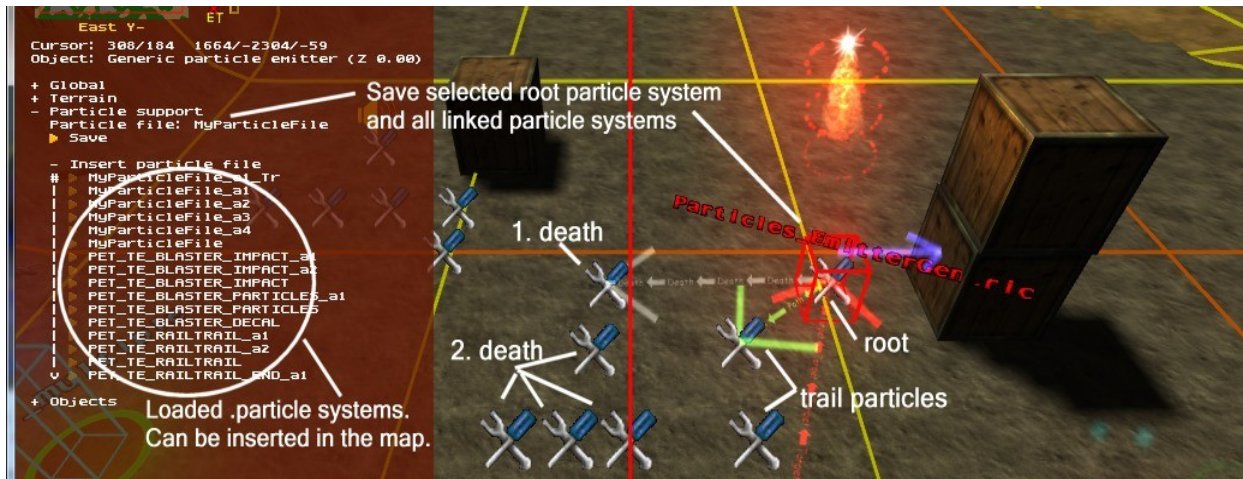 ET
East Y-
Cursor: 308/184 1664/-2304/-59
Object: Generic particle emitter (Z 0.00)
+ Global
+ Terrain
- Particle support
Particle file: MyParticleFile
Save
- Insert particle file
# MyParticleFile_a1_Tr
| MyParticleFile_a1
| MyParticleFile_a2
| MyParticleFile_a3
| MyParticleFile_a4
| MyParticleFile
| PET_TE_BLASTER_IMPACT_a1
| PET_TE_BLASTER_IMPACT_a2
| PET_TE_BLASTER_IMPACT
| PET_TE_BLASTER_PARTICLES_a1
| PET_TE_BLASTER_PARTICLES
| PET_TE_BLASTER_DECAL
| PET_TE_RAILTRAIL_a1
| PET_TE_RAILTRAIL_a2
| PET_TE_RAILTRAIL
v PET_TE_RAILTRAIL_END_a1
+ Objects
Loaded .particle systems.
Can be inserted in the map.
Save selected root particle system
and all linked particle systems
1. death
Death Death Death Death
2. death
root
trail particles